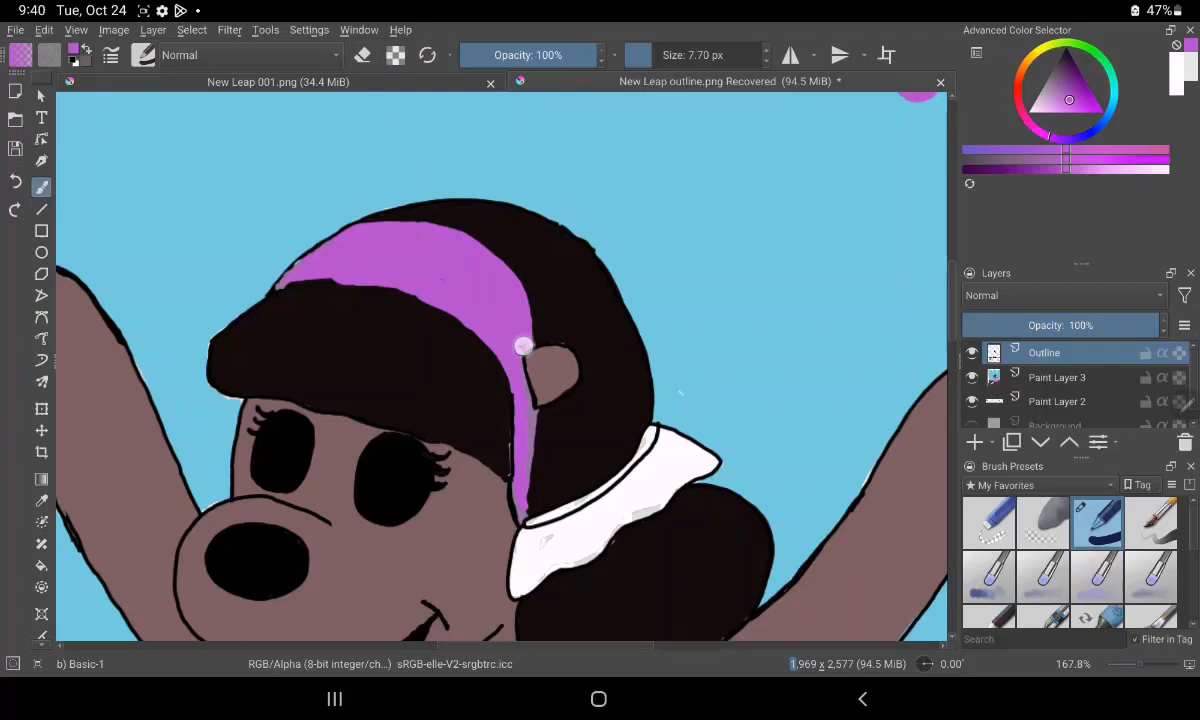 9:40 Tue, Oct 24 47%
File Edit View Image Layer Select Filter Tools Settings Window Help
Advanced Color Selector
Normal Opacity: 100% Size: 7.70 px
New Leap 001.png (34.4 MiB) New Leap outline.png Recovered (94.5 MiB) *
Layers
Normal
Opacity: 100%
Outline
Paint Layer 3
Paint Layer 2
Background
Brush Presets
My Favorites Tag
Search Filter in Tag
b) Basic-1 RGB/Alpha (8-bit integer/ch...) sRGB-elle-V2-srgbtrc.icc 1,969 x 2,577 (94.5 MiB) 0.00° 167.8%